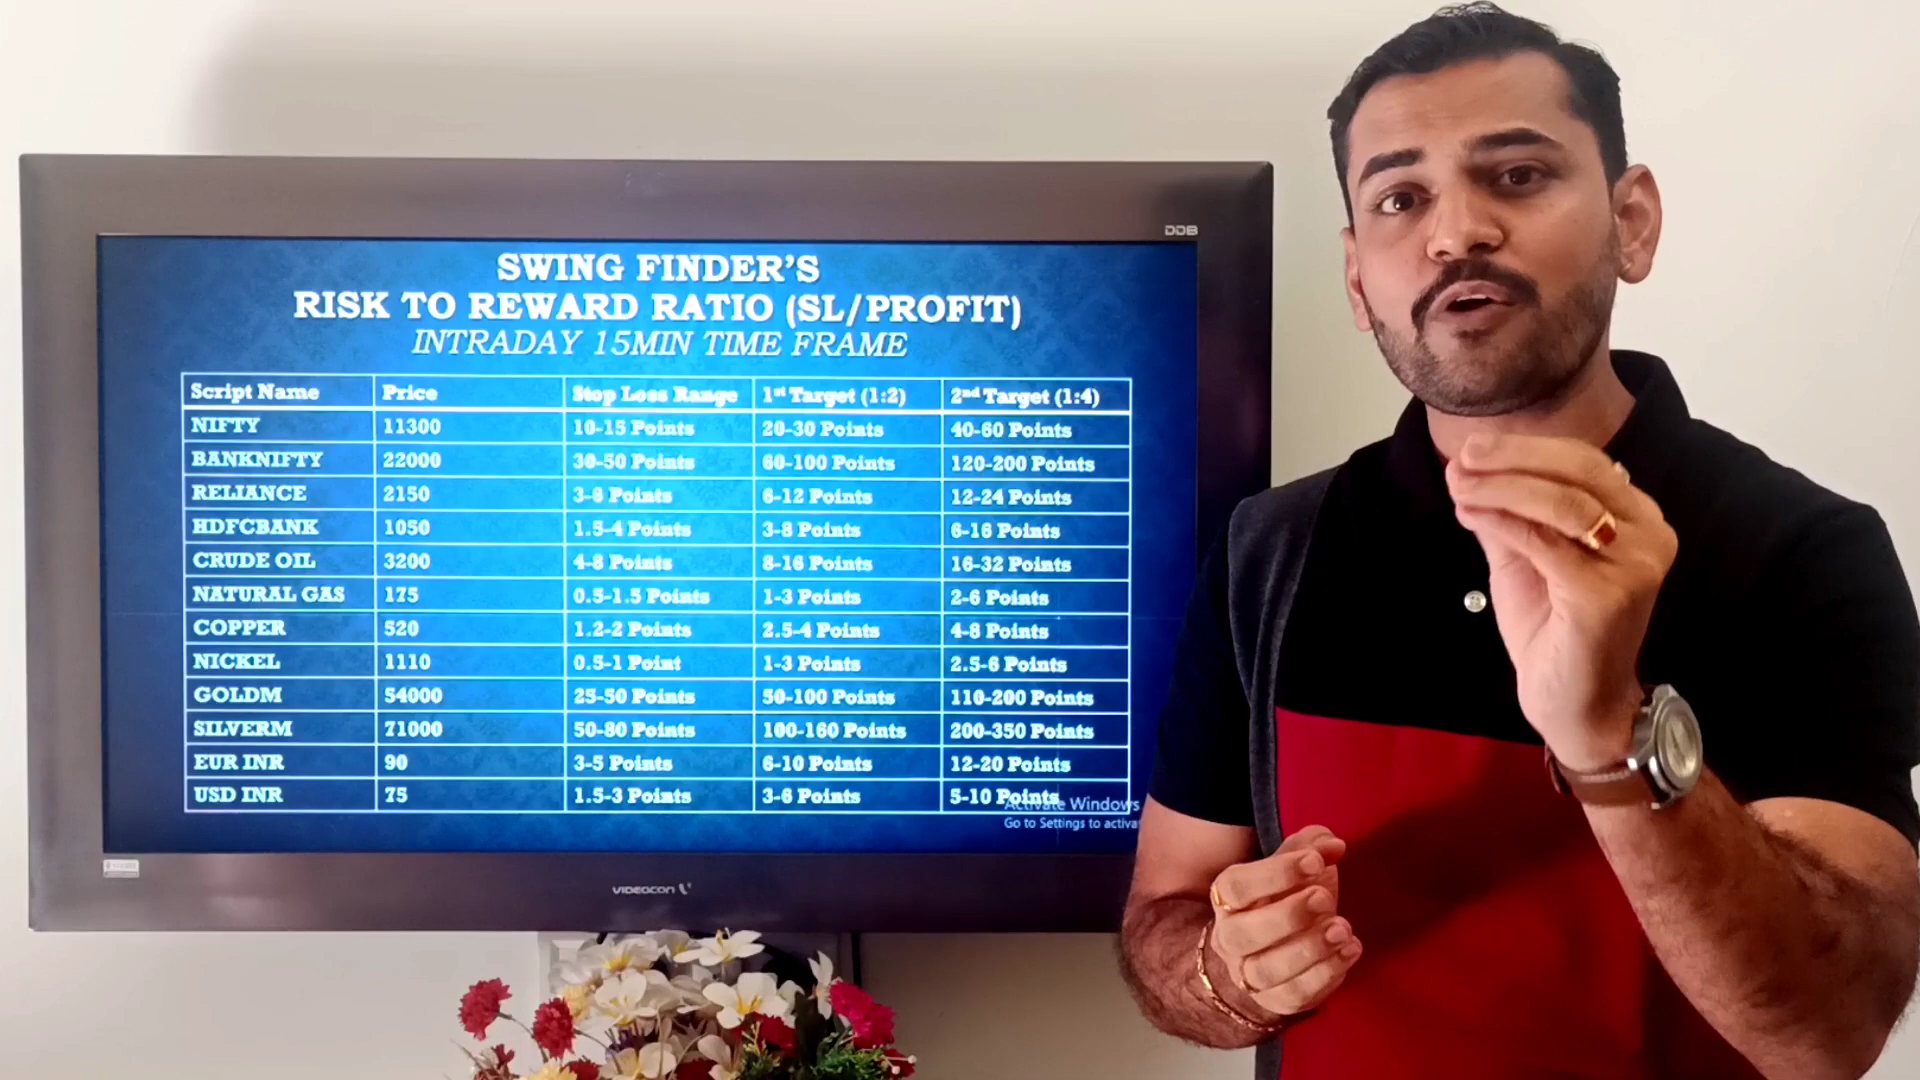 DDB
SWING FINDER'S
RISK TO REWARD RATIO (SL/PROFIT)
INTRADAY 15MIN TIME FRAME
Script Name Price Stop Loss Range 1st Target (1:2) 2nd Target (1:4)
NIFTY 11300 10-15 Points 20-30 Points 40-60 Points
BANKNIFTY 22000 30-50 Points 60-100 Points 120-200 Points
RELIANCE 2150 3-6 Points 6-12 Points 12-24 Points
HDFCBANK 1050 1.5-4 Points 3-8 Points 6-16 Points
CRUDE OIL 3200 4-8 Points 8-16 Points 16-32 Points
NATURAL GAS 175 0.5-1.5 Points 1-3 Points 2-6 Points
COPPER 520 1.2-2 Points 2.5-4 Points 4-8 Points
NICKEL 1110 0.5-1 Point 1-3 Points 2.5-6 Points
GOLDM 54000 25-50 Points 50-100 Points 110-200 Points
SILVERM 71000 50-80 Points 100-160 Points 200-350 Points
EUR INR 90 3-5 Points 6-10 Points 12-20 Points
USD INR 75 1.5-3 Points 3-6 Points 5-10 Points
Activate Windows
Go to Settings to activa
VIDEOCON